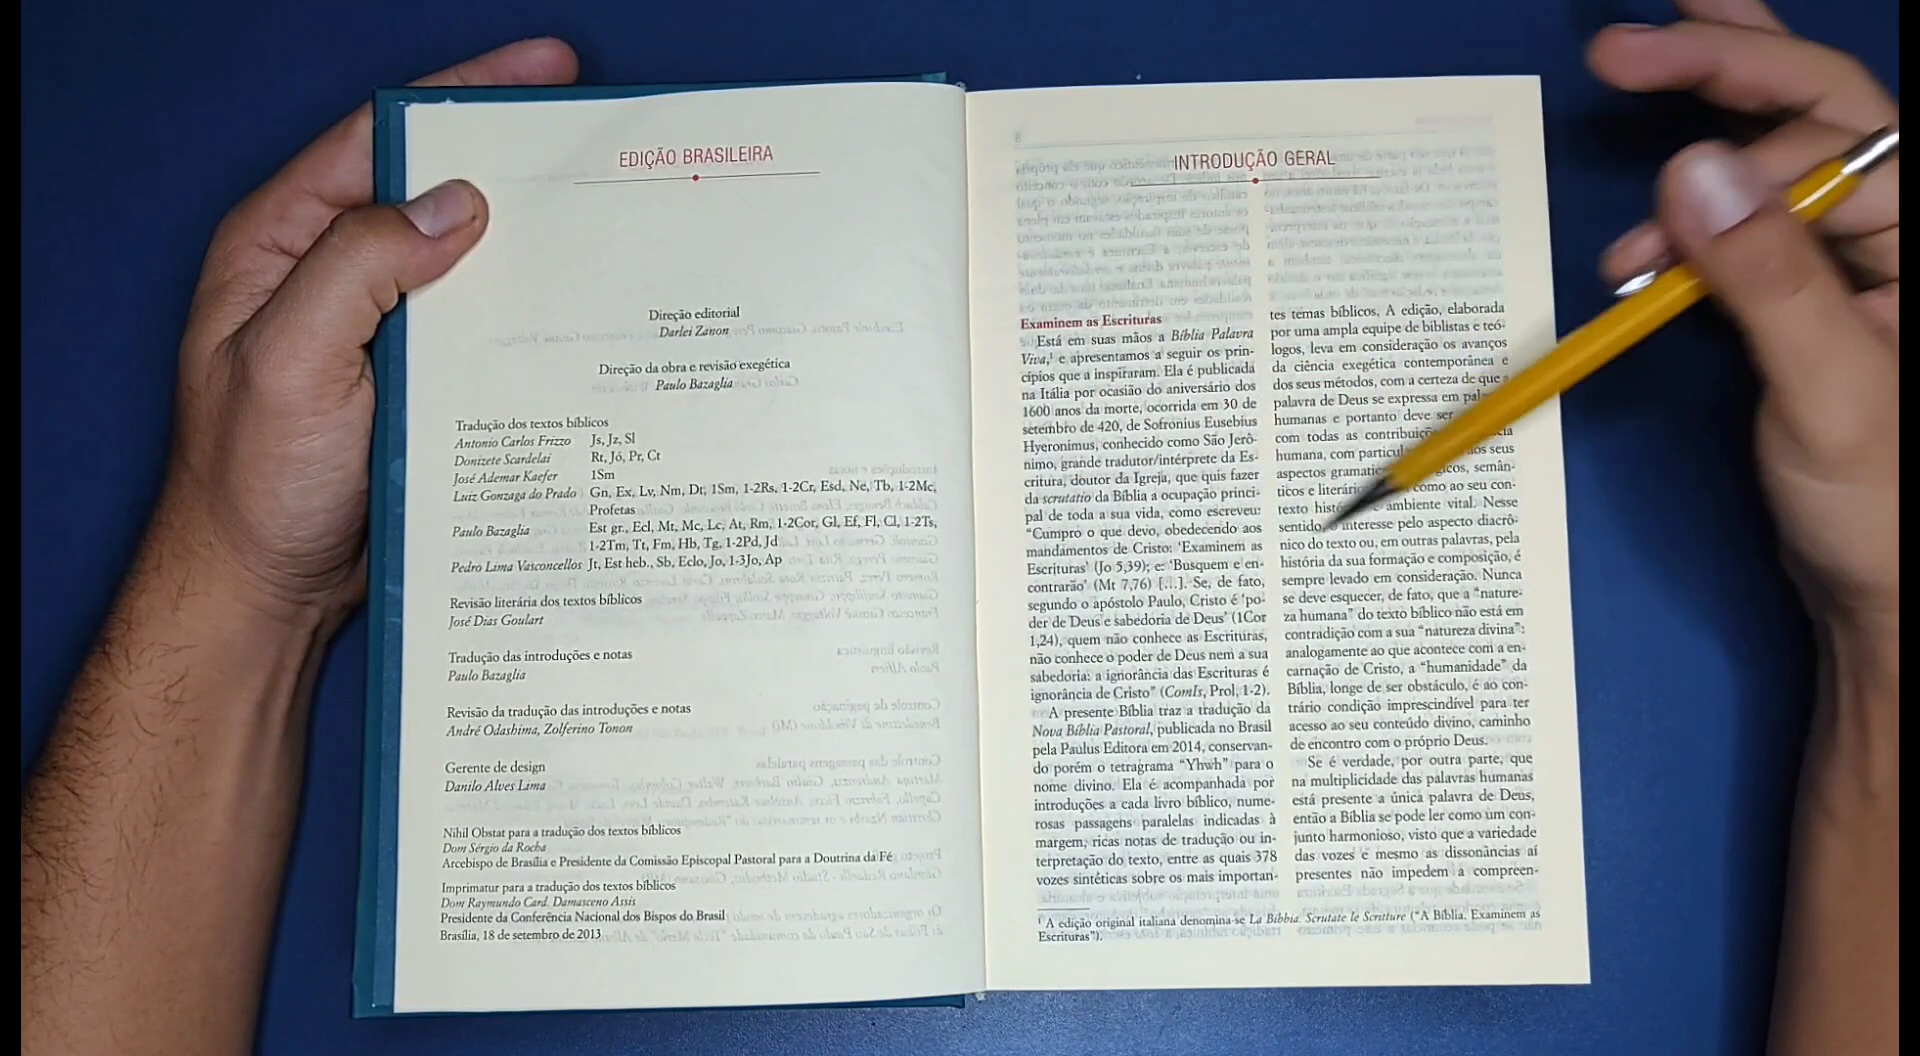 EDIÇÃO BRASILEIRA
Direção editorial
Darlei Zanon
Direção da obra e revisão exegética
Paulo Bazaglia
Tradução dos textos bíblicos
Antonio Carlos Frizzo Js, Jz, Sl
Donizete Scardelai Rt, Jó, Pr, Ct
José Ademar Kaefer 1Sm
Luiz Gonzaga do Prado Gn, Ex, Lv, Nm, Dt, 1Sm, 1-2Rs, 1-2Cr, Esd, Ne, Tb, 1-2Mc,
Profetas
Paulo Bazaglia Est gr., Ecl, Mt, Mc, Lc, At, Rm, 1-2Cor, Gl, Ef, Fl, Cl, 1-2Ts,
1-2Tm, Tt, Fm, Hb, Tg, 1-2Pd, Jd
Pedro Lima Vasconcellos Jt, Est heb., Sb, Eclo, Jo, 1-3Jo, Ap
Revisão literária dos textos bíblicos
José Dias Goulart
Tradução das introduções e notas
Paulo Bazaglia
Revisão da tradução das introduções e notas
André Odashima, Zolferino Tonon
Gerente de design
Danilo Alves Lima
Nihil Obstat para a tradução dos textos bíblicos
Dom Sérgio da Rocha
Arcebispo de Brasília e Presidente da Comissão Episcopal Pastoral para a Doutrina da Fé
Imprimatur para a tradução dos textos bíblicos
Dom Raymundo Card. Damasceno Assis
Presidente da Conferência Nacional dos Bispos do Brasil
Brasília, 18 de setembro de 2013
INTRODUÇÃO GERAL
Examinem as Escrituras
Está em suas mãos a Bíblia Palavra
Viva,¹ e apresentamos a seguir os prin-
cípios que a inspiraram. Ela é publicada
na Itália por ocasião do aniversário dos
1600 anos da morte, ocorrida em 30 de
setembro de 420, de Sofrônius Eusebius
Hyeronimus, conhecido como São Jerô-
nimo, grande tradutor/intérprete da Es-
critura, doutor da Igreja, que quis fazer
da scrutatio da Bíblia a ocupação princi-
pal de toda a sua vida, como escreveu:
“Cumpro o que devo, obedecendo aos
mandamentos de Cristo: ‘Examinem as
Escrituras’ (Jo 5,39); e: ‘Busquem e en-
contrarão’ (Mt 7,76) [...]. Se, de fato,
segundo o apóstolo Paulo, Cristo é ‘po-
der de Deus e sabedoria de Deus’ (1Cor
1,24), quem não conhece as Escrituras,
não conhece o poder de Deus nem a sua
sabedoria: a ignorância das Escrituras é
ignorância de Cristo” (ComIs, Prol, 1-2).
A presente Bíblia traz a tradução da
Nova Bíblia Pastoral, publicada no Brasil
pela Paulus Editora em 2014, conservan-
do porém o tetragrama “Yhwh” para o
nome divino. Ela é acompanhada por
introduções a cada livro bíblico, nume-
rosas passagens paralelas indicadas à
margem, ricas notas de tradução ou in-
terpretação do texto, entre as quais 378
vozes sintéticas sobre os mais importan-
tes temas bíblicos. A edição, elaborada
por uma ampla equipe de biblistas e teó-
logos, leva em consideração os avanços
da ciência exegética contemporânea e
dos seus métodos, com a certeza de que a
palavra de Deus se expressa em
humanas e portanto deve ser
com todas as
humana, com aos seus
aspectos semân-
ticos e como ao seu con-
texto ambiente vital. Nesse
sentido, o interesse pelo aspecto diacrô-
nico do texto ou, em outras palavras, pela
história da sua formação e composição, é
sempre levado em consideração. Nunca
se deve esquecer, de fato, que a “nature-
za humana” do texto bíblico não está em
contradição com a sua “natureza divina”:
analogamente ao que acontece com a en-
carnação de Cristo, a “humanidade” da
Bíblia, longe de ser obstáculo, é ao con-
trário condição imprescindível para ter
acesso ao seu conteúdo divino, caminho
de encontro com o próprio Deus.
Se é verdade, por outra parte, que
na multiplicidade das palavras humanas
está presente a única palavra de Deus,
então a Bíblia se pode ler como um con-
junto harmonioso, visto que a variedade
das vozes e mesmo as dissonâncias aí
presentes não impedem a compreen-
¹ A edição original italiana denomina-se La Bibbia. Scrutate le Scritture (“A Bíblia. Examinem as
Escrituras”).